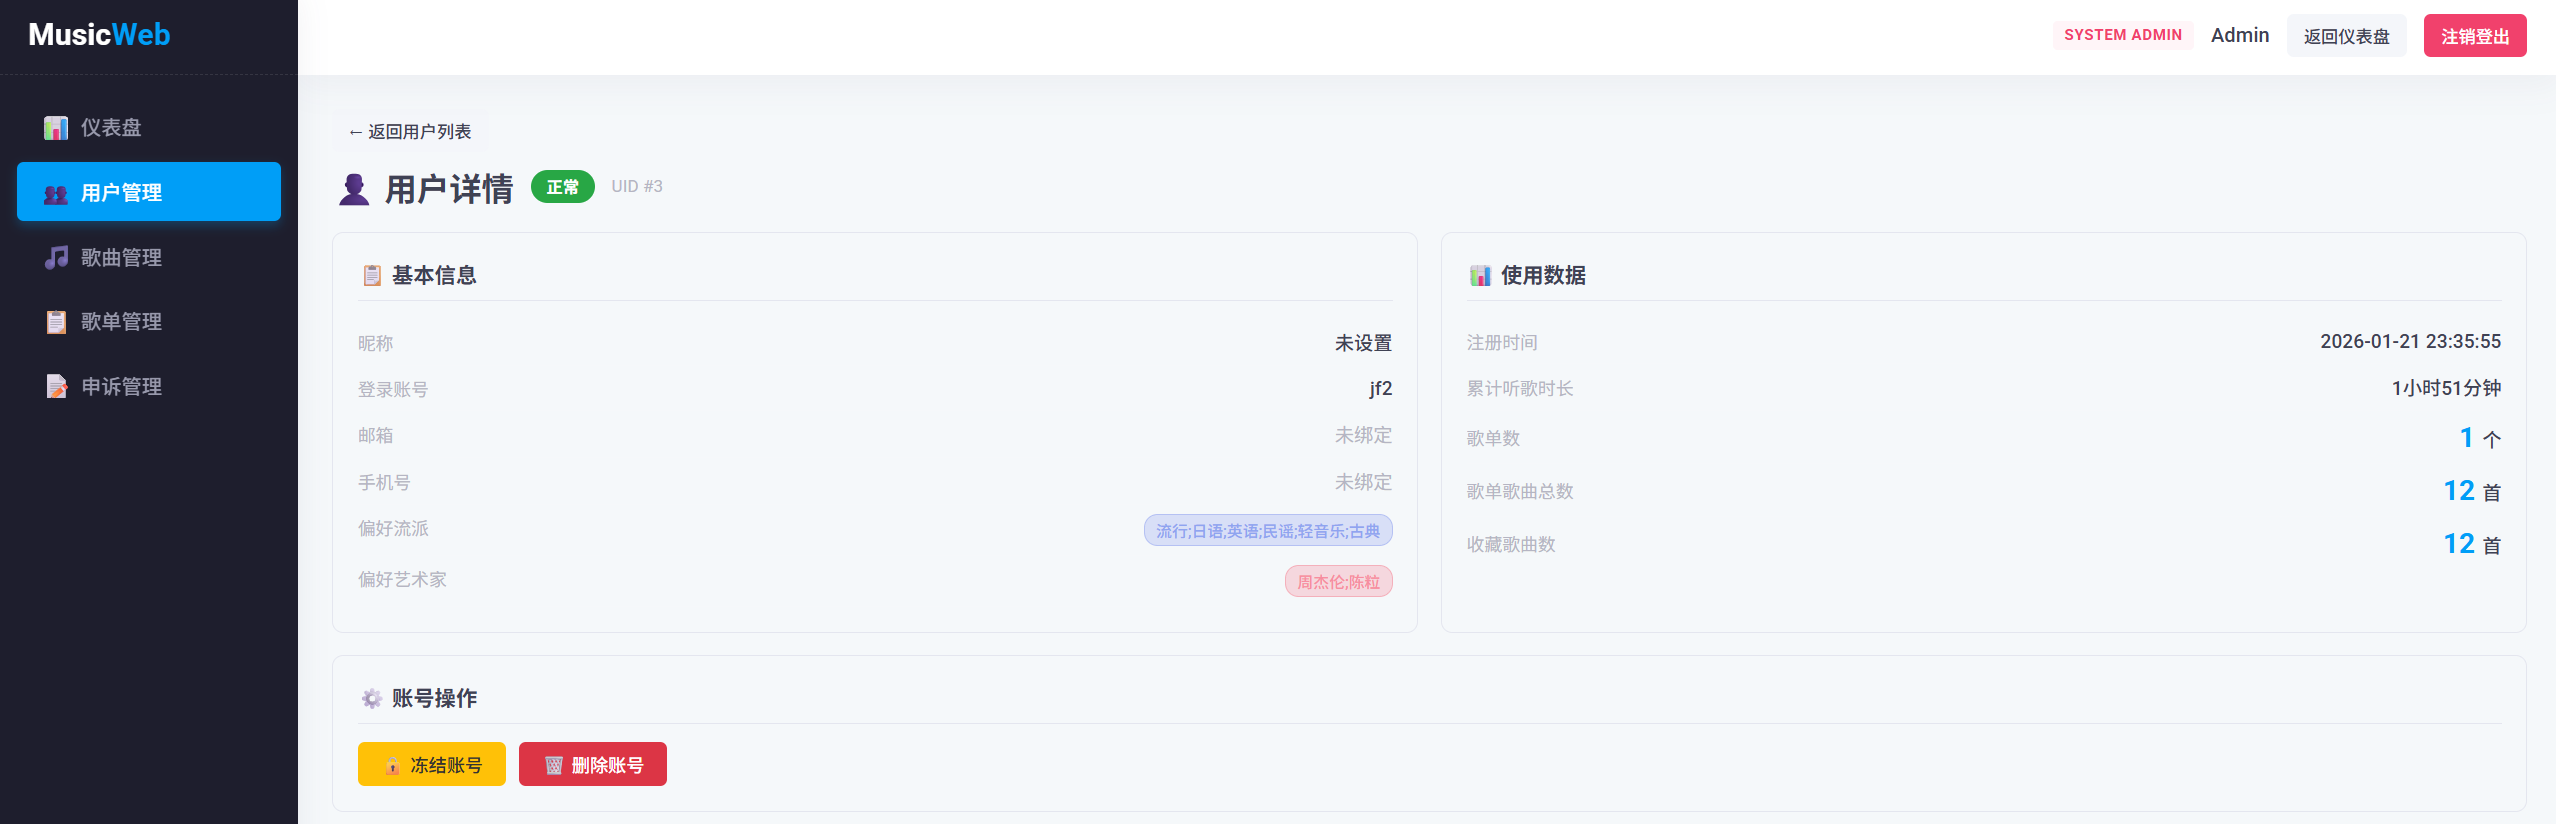 MusicWeb
SYSTEM ADMIN Admin 返回仪表盘 注销登出
仪表盘
用户管理
歌曲管理
歌单管理
申诉管理
← 返回用户列表
用户详情 正常 UID #3
基本信息
昵称 未设置
登录账号 jf2
邮箱 未绑定
手机号 未绑定
偏好流派 流行;日语;英语;民谣;轻音乐;古典
偏好艺术家 周杰伦;陈粒
使用数据
注册时间 2026-01-21 23:35:55
累计听歌时长 1小时51分钟
歌单数 1 个
歌单歌曲总数 12 首
收藏歌曲数 12 首
账号操作
冻结账号 删除账号